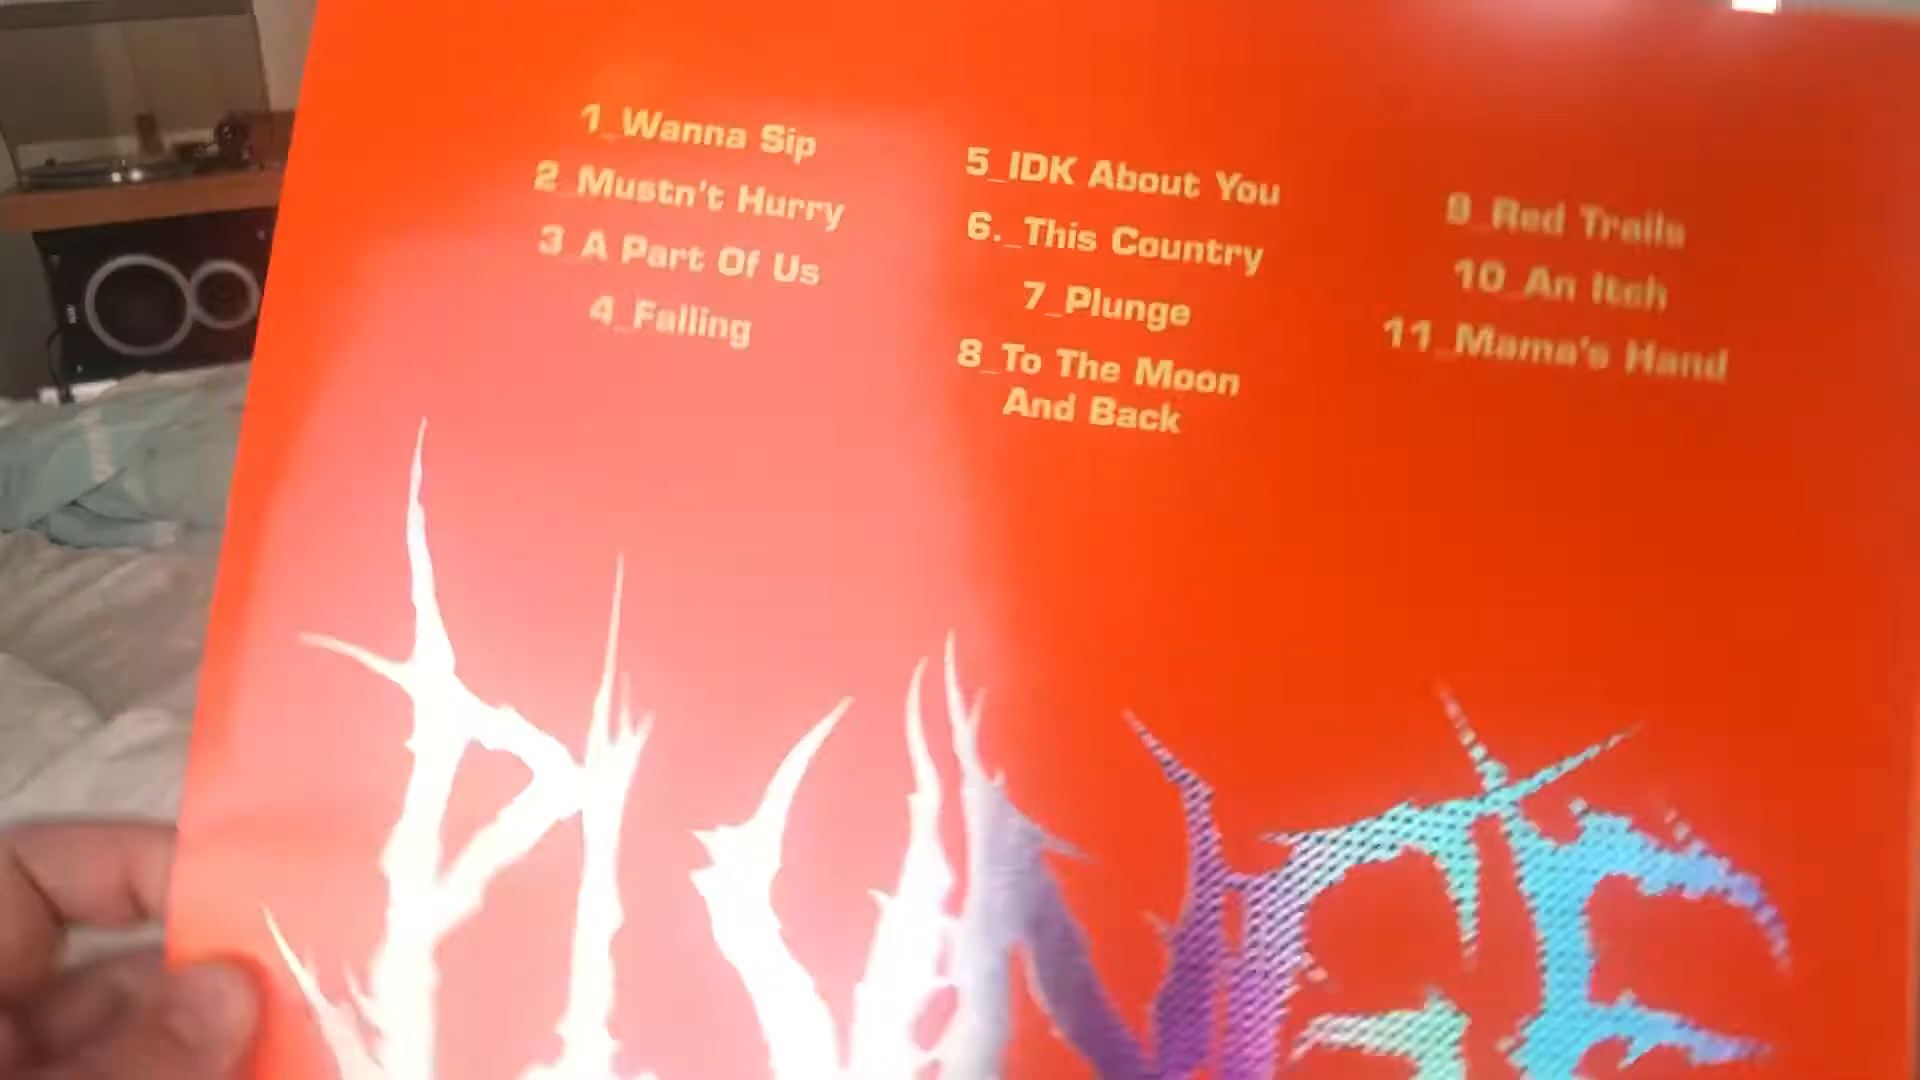 1_Wanna Sip
2_Mustn't Hurry
3_A Part Of Us
4_Falling
5_IDK About You
6._This Country
7_Plunge
8_To The Moon
And Back
9_Red Trails
10_An Itch
11_Mama's Hand
PLUNGE